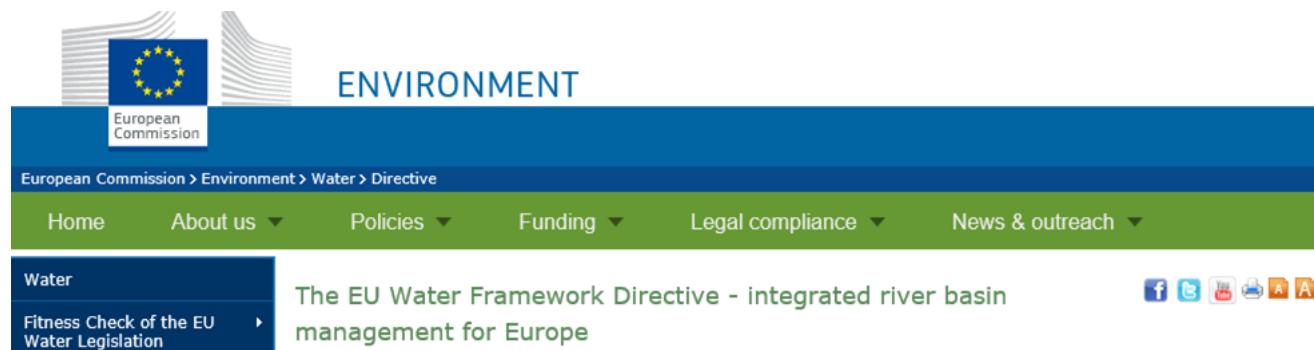 ENVIRONMENT
European
Commission
European Commission > Environment > Water > Directive
Home About us Policies Funding Legal compliance News & outreach
Water
Fitness Check of the EU
Water Legislation
The EU Water Framework Directive - integrated river basin
management for Europe
A A